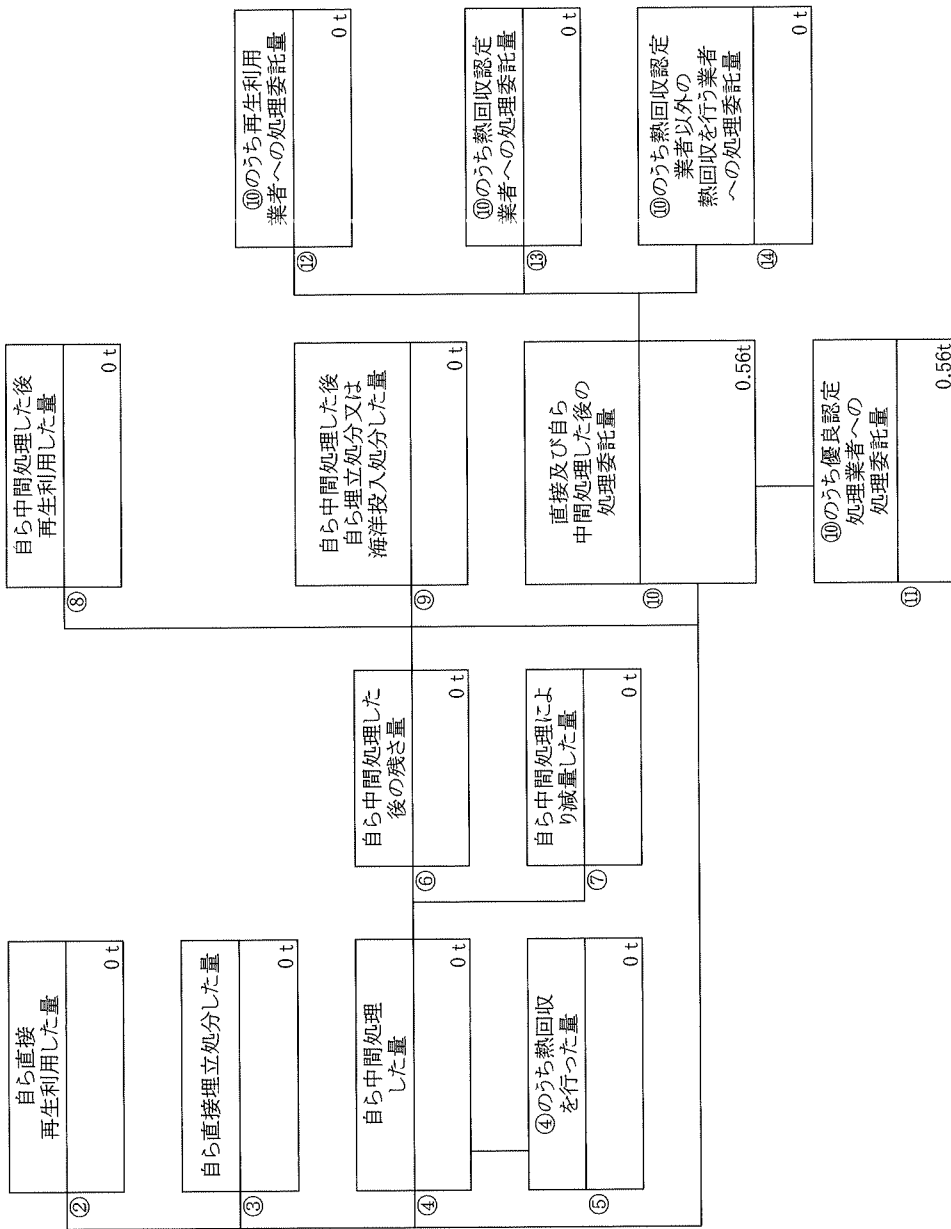 ②
自ら直接
再生利用した量
0 t
③
自ら直接埋立処分した量
0 t
④
自ら中間処理
した量
0 t
⑤
④のうち熱回収
を行った量
0 t
⑥
自ら中間処理した
後の残さ量
0 t
⑦
自ら中間処理によ
り減量した量
0 t
⑧
自ら中間処理した後
再生利用した量
0 t
⑨
自ら中間処理した後
自ら埋立処分又は
海洋投入処分した量
0 t
⑩
直接及び自ら
中間処理した後の
処理委託量
0.56t
⑪
⑩のうち優良認定
処理業者への
処理委託量
0.56t
⑫
⑩のうち再生利用
業者への処理委託量
0 t
⑬
⑩のうち熱回収認定
業者への処理委託量
0 t
⑭
⑩のうち熱回収認定
業者以外の
熱回収を行う業者
への処理委託量
0 t